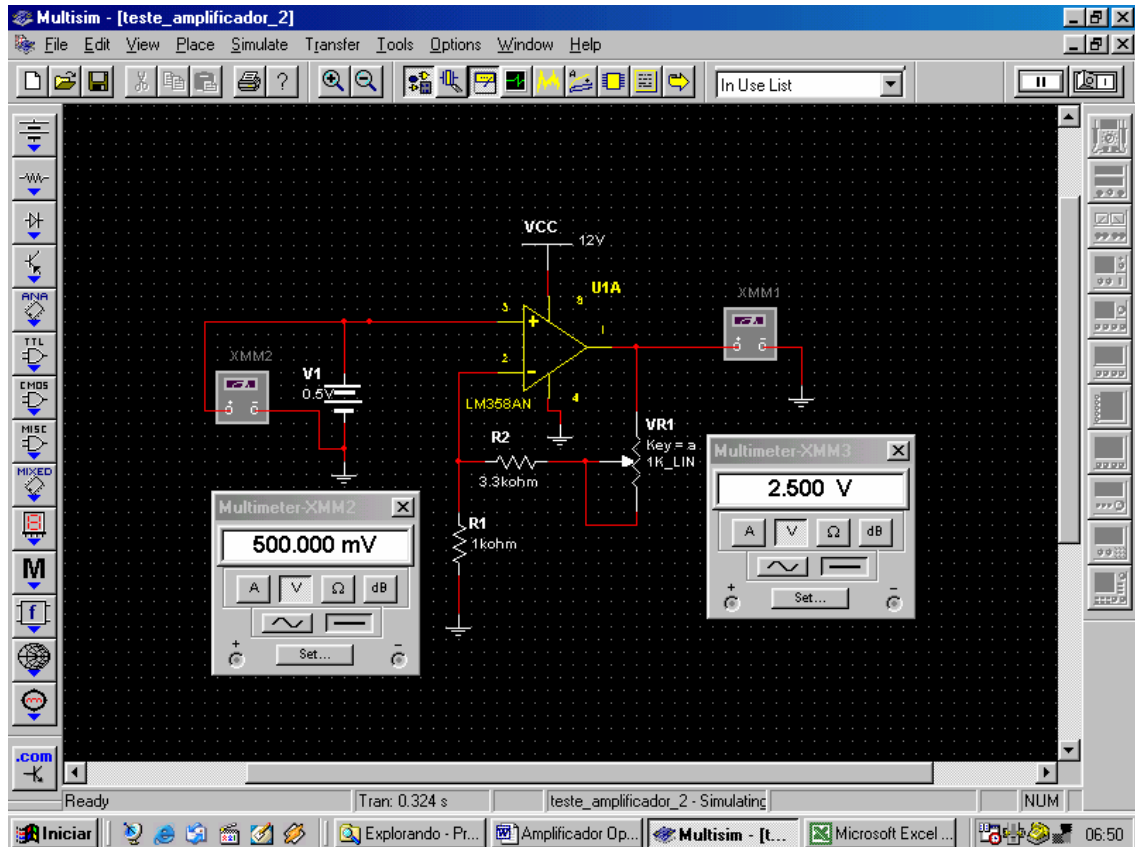 Multisim - [teste_amplificador_2]
File Edit View Place Simulate Transfer Tools Options Window Help
In Use List
ANA
TTL
CMOS
MISC
MIXED
M
f
.com
VCC
12V
U1A
8
3
1
2
4
LM358AN
XMM1
XMM2
V1
0.5V
R2
3.3kohm
VR1
Key = a
1K_LIN
R1
1kohm
Multimeter-XMM3
2.500 V
A V Ω dB
Set...
Multimeter-XMM2
500.000 mV
A V Ω dB
Set...
Ready Tran: 0.324 s teste_amplificador_2 - Simulating NUM
Iniciar Explorando - Pr... Amplificador Op... Multisim - [t... Microsoft Excel ... 06:50